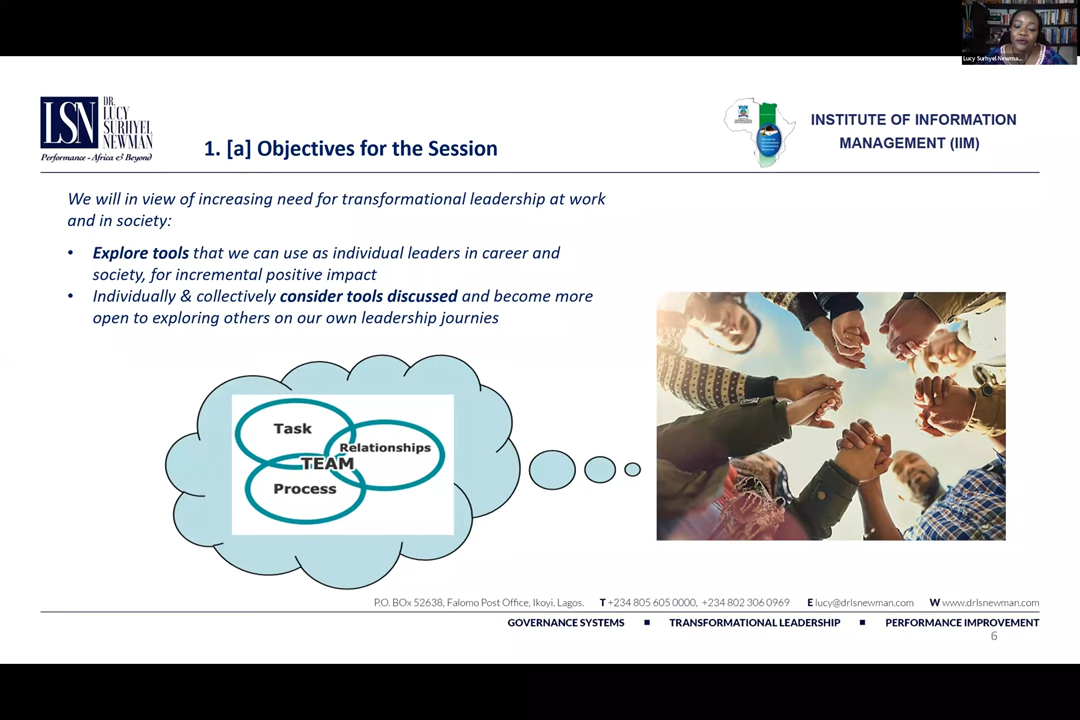 Lucy Surhyel Newma...
LSN
DR.
LUCY
SURHYEL
NEWMAN
Performance - Africa & Beyond
1. [a] Objectives for the Session
INSTITUTE OF INFORMATION
MANAGEMENT (IIM)
We will in view of increasing need for transformational leadership at work
and in society:
• Explore tools that we can use as individual leaders in career and
society, for incremental positive impact
• Individually & collectively consider tools discussed and become more
open to exploring others on our own leadership journies
Task
Relationships
TEAM
Process
P.O. BOx 52638, Falomo Post Office, Ikoyi. Lagos. T +234 805 605 0000, +234 802 306 0969 E lucy@drlsnewman.com W www.drlsnewman.com
GOVERNANCE SYSTEMS ■ TRANSFORMATIONAL LEADERSHIP ■ PERFORMANCE IMPROVEMENT
6